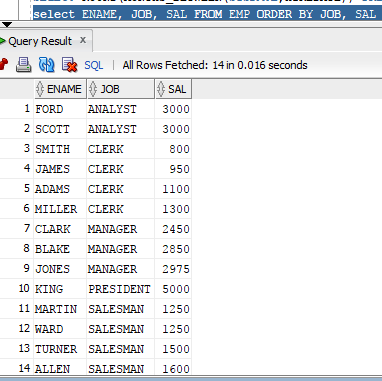 select ENAME, JOB, SAL FROM EMP ORDER BY JOB, SAL
Query Result x
SQL | All Rows Fetched: 14 in 0.016 seconds
ENAME JOB SAL
1 FORD ANALYST 3000
2 SCOTT ANALYST 3000
3 SMITH CLERK 800
4 JAMES CLERK 950
5 ADAMS CLERK 1100
6 MILLER CLERK 1300
7 CLARK MANAGER 2450
8 BLAKE MANAGER 2850
9 JONES MANAGER 2975
10 KING PRESIDENT 5000
11 MARTIN SALESMAN 1250
12 WARD SALESMAN 1250
13 TURNER SALESMAN 1500
14 ALLEN SALESMAN 1600